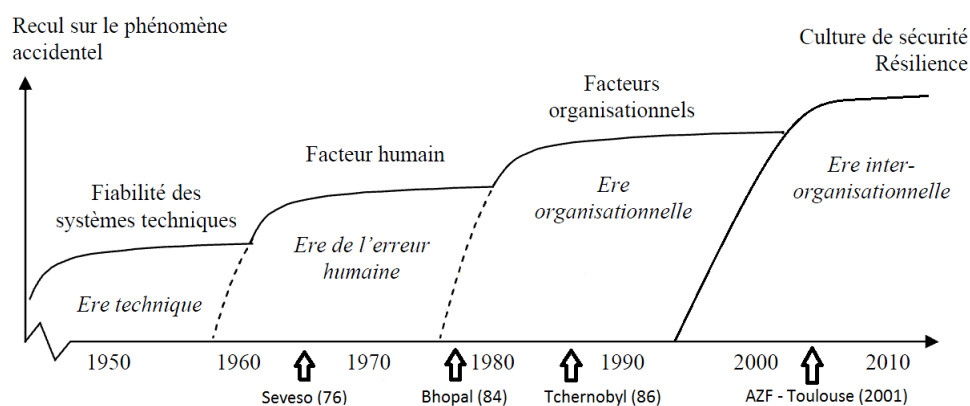 Recul sur le phénomène
accidentel
Culture de sécurité
Résilience
Facteurs
organisationnels
Facteur humain
Fiabilité des
systèmes techniques
Ere inter-
organisationnelle
Ere
organisationnelle
Ere de l’erreur
humaine
Ere technique
1950 1960 1970 1980 1990 2000 2010
Seveso (76) Bhopal (84) Tchernobyl (86) AZF - Toulouse (2001)